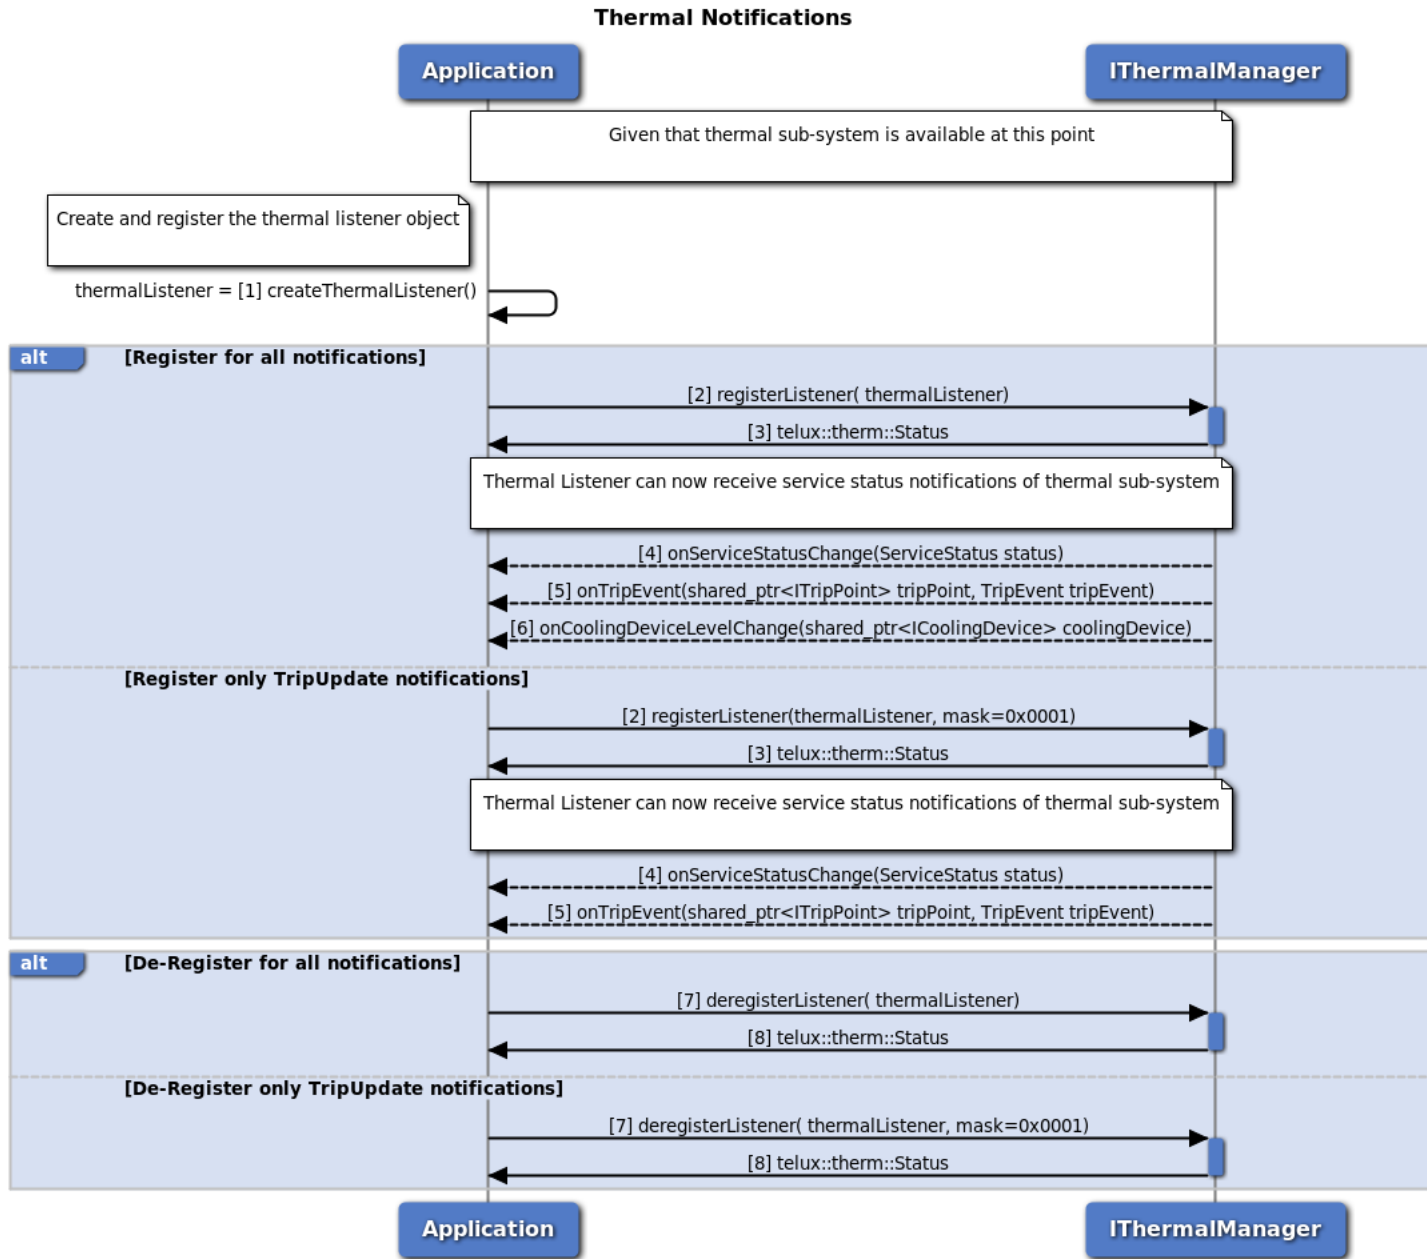 Thermal Notifications
Application
IThermalManager
Given that thermal sub-system is available at this point
Create and register the thermal listener object
thermalListener = [1] createThermalListener()
alt
[Register for all notifications]
[2] registerListener( thermalListener)
[3] telux::therm::Status
Thermal Listener can now receive service status notifications of thermal sub-system
[4] onServiceStatusChange(ServiceStatus status)
[5] onTripEvent(shared_ptr<ITripPoint> tripPoint, TripEvent tripEvent)
[6] onCoolingDeviceLevelChange(shared_ptr<ICoolingDevice> coolingDevice)
[Register only TripUpdate notifications]
[2] registerListener(thermalListener, mask=0x0001)
[3] telux::therm::Status
Thermal Listener can now receive service status notifications of thermal sub-system
[4] onServiceStatusChange(ServiceStatus status)
[5] onTripEvent(shared_ptr<ITripPoint> tripPoint, TripEvent tripEvent)
alt
[De-Register for all notifications]
[7] deregisterListener( thermalListener)
[8] telux::therm::Status
[De-Register only TripUpdate notifications]
[7] deregisterListener( thermalListener, mask=0x0001)
[8] telux::therm::Status
Application
IThermalManager